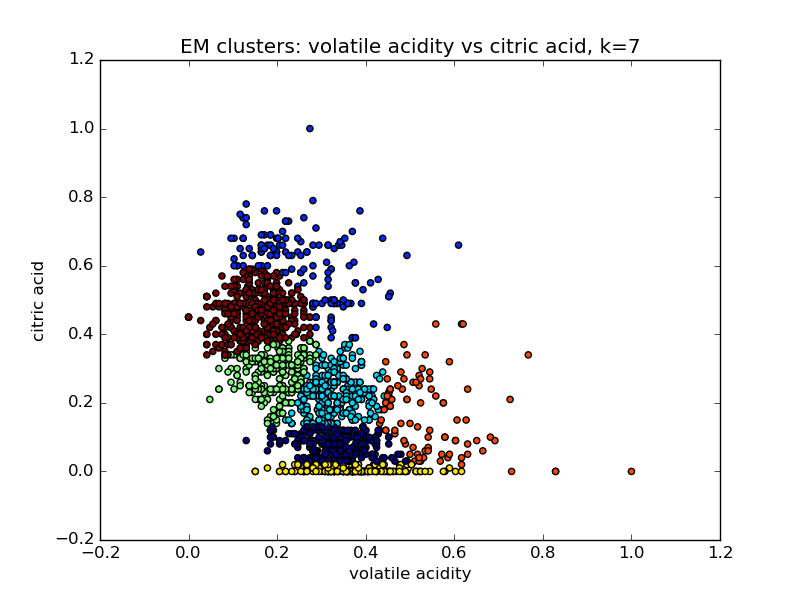 EM clusters: volatile acidity vs citric acid, k=7
1.2
1.0
0.8
0.6
0.4
0.2
0.0
−0.2
citric acid
−0.2 0.0 0.2 0.4 0.6 0.8 1.0 1.2
volatile acidity